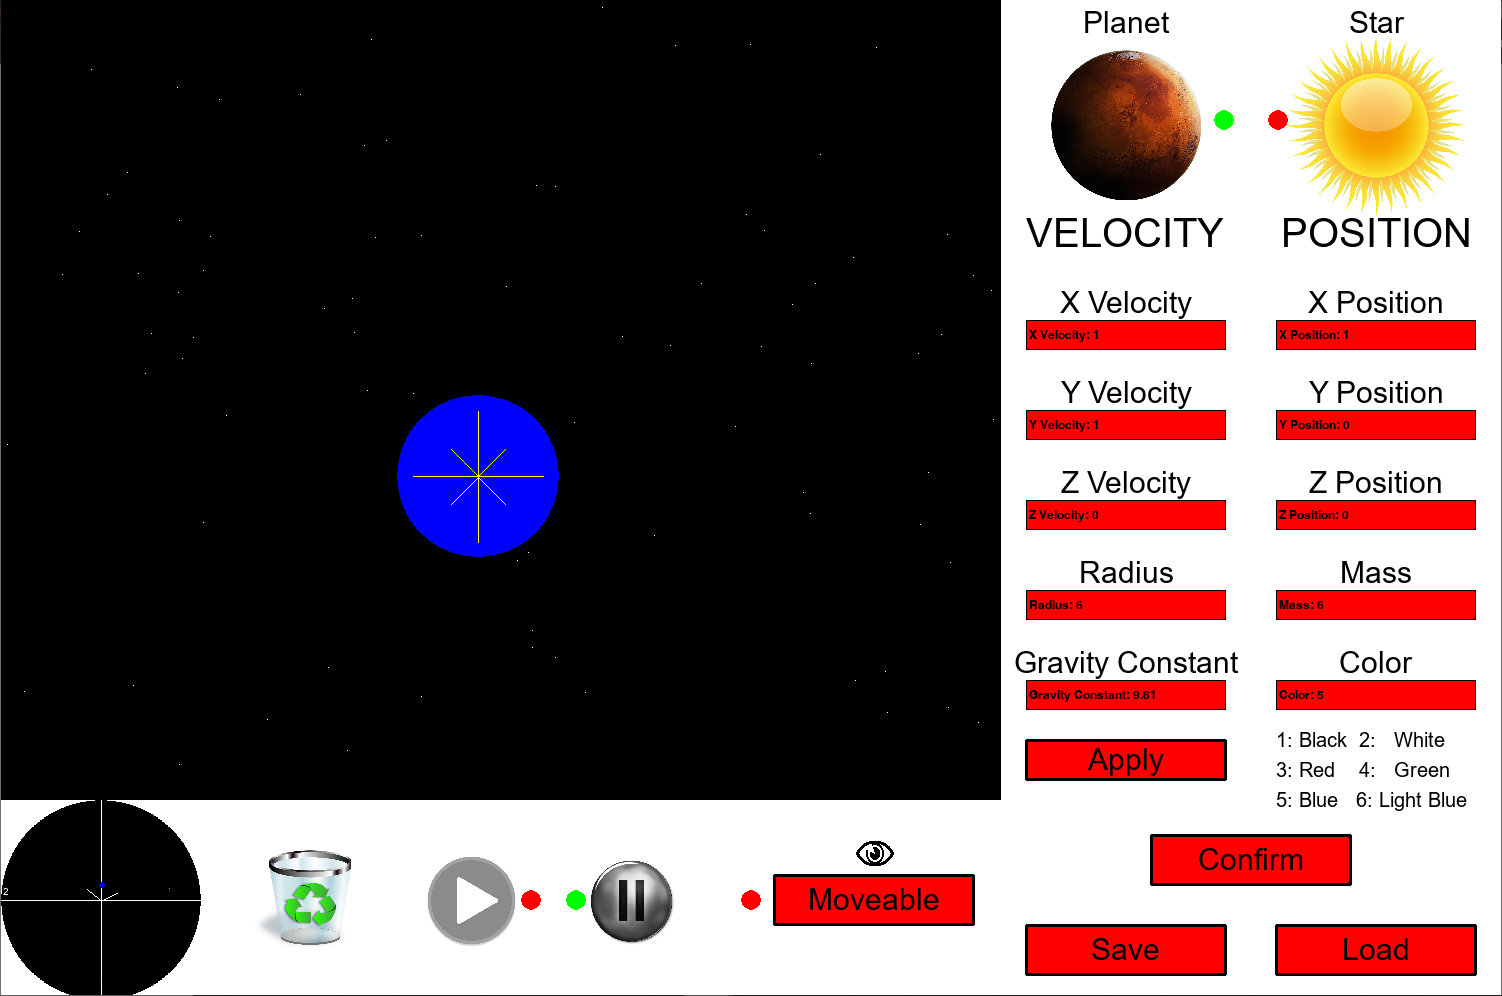 Planet Star
VELOCITY POSITION
X Velocity X Position
X Velocity: 1 X Position: 1
Y Velocity Y Position
Y Velocity: 1 Y Position: 0
Z Velocity Z Position
Z Velocity: 0 Z Position: 0
Radius Mass
Radius: 6 Mass: 6
Gravity Constant Color
Gravity Constant: 9.81 Color: 5
Apply
1: Black 2: White
3: Red 4: Green
5: Blue 6: Light Blue
Confirm
2
Moveable
Save Load